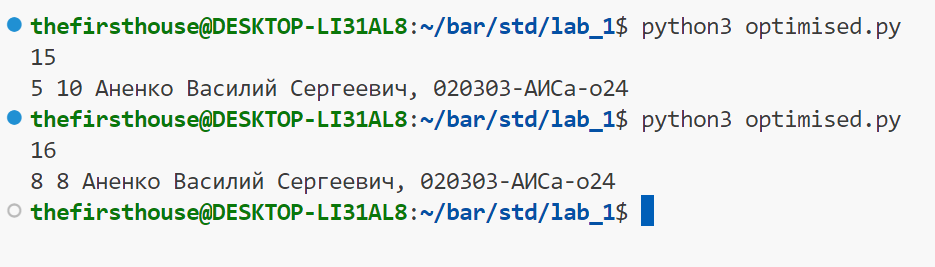 thefirsthouse@DESKTOP-LI31AL8:~/bar/std/lab_1$ python3 optimised.py
15
5 10 Аненко Василий Сергеевич, 020303-АИСа-о24
thefirsthouse@DESKTOP-LI31AL8:~/bar/std/lab_1$ python3 optimised.py
16
8 8 Аненко Василий Сергеевич, 020303-АИСа-о24
thefirsthouse@DESKTOP-LI31AL8:~/bar/std/lab_1$